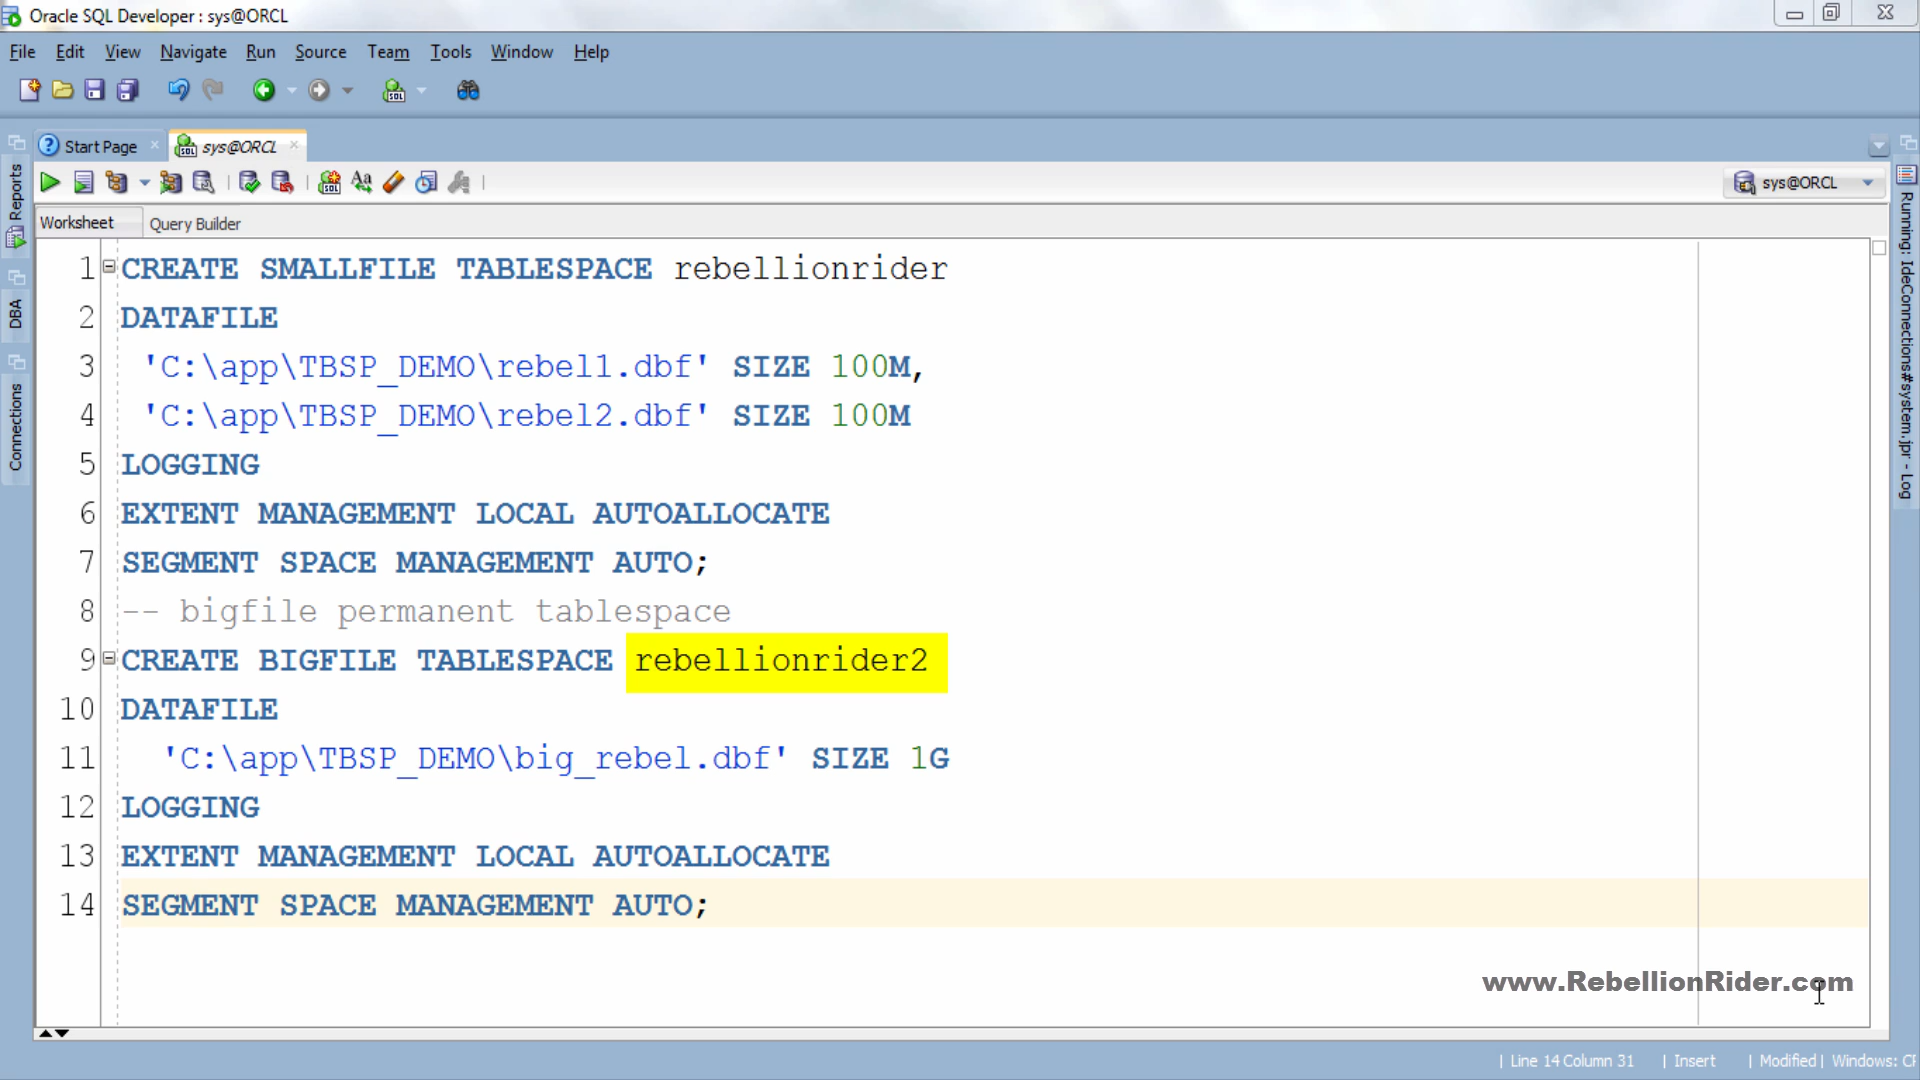 Oracle SQL Developer : sys@ORCL
File Edit View Navigate Run Source Team Tools Window Help
Start Page sys@ORCL
sys@ORCL
Worksheet Query Builder
1 CREATE SMALLFILE TABLESPACE rebellionrider
2 DATAFILE
3 'C:\app\TBSP_DEMO\rebel1.dbf' SIZE 100M,
4 'C:\app\TBSP_DEMO\rebel2.dbf' SIZE 100M
5 LOGGING
6 EXTENT MANAGEMENT LOCAL AUTOALLOCATE
7 SEGMENT SPACE MANAGEMENT AUTO;
8 -- bigfile permanent tablespace
9 CREATE BIGFILE TABLESPACE rebellionrider2
10 DATAFILE
11 'C:\app\TBSP_DEMO\big_rebel.dbf' SIZE 1G
12 LOGGING
13 EXTENT MANAGEMENT LOCAL AUTOALLOCATE
14 SEGMENT SPACE MANAGEMENT AUTO;
Reports
DBA
Connections
Running: IdeConnections#system.jpr - Log
www.RebellionRider.com
| Line 14 Column 31 | Insert | Modified | Windows: CF